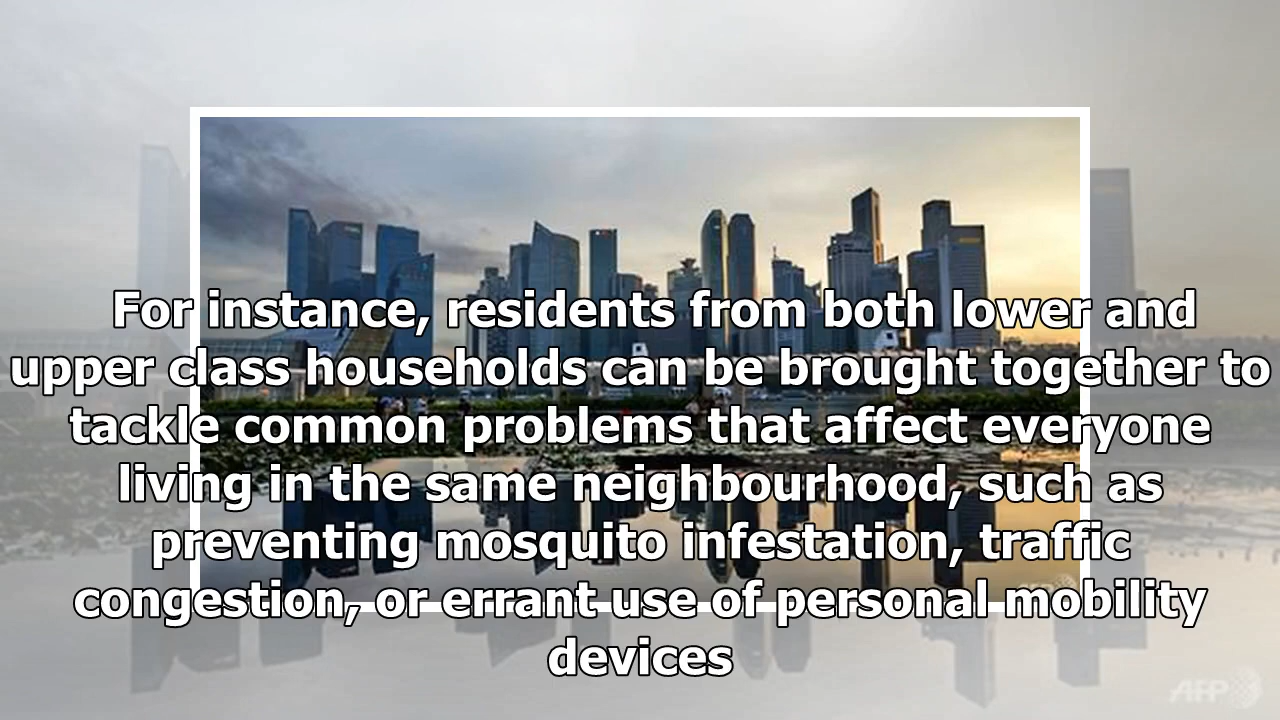 For instance, residents from both lower and
upper class households can be brought together to
tackle common problems that affect everyone
living in the same neighbourhood, such as
preventing mosquito infestation, traffic
congestion, or errant use of personal mobility
devices
AFP
AFP